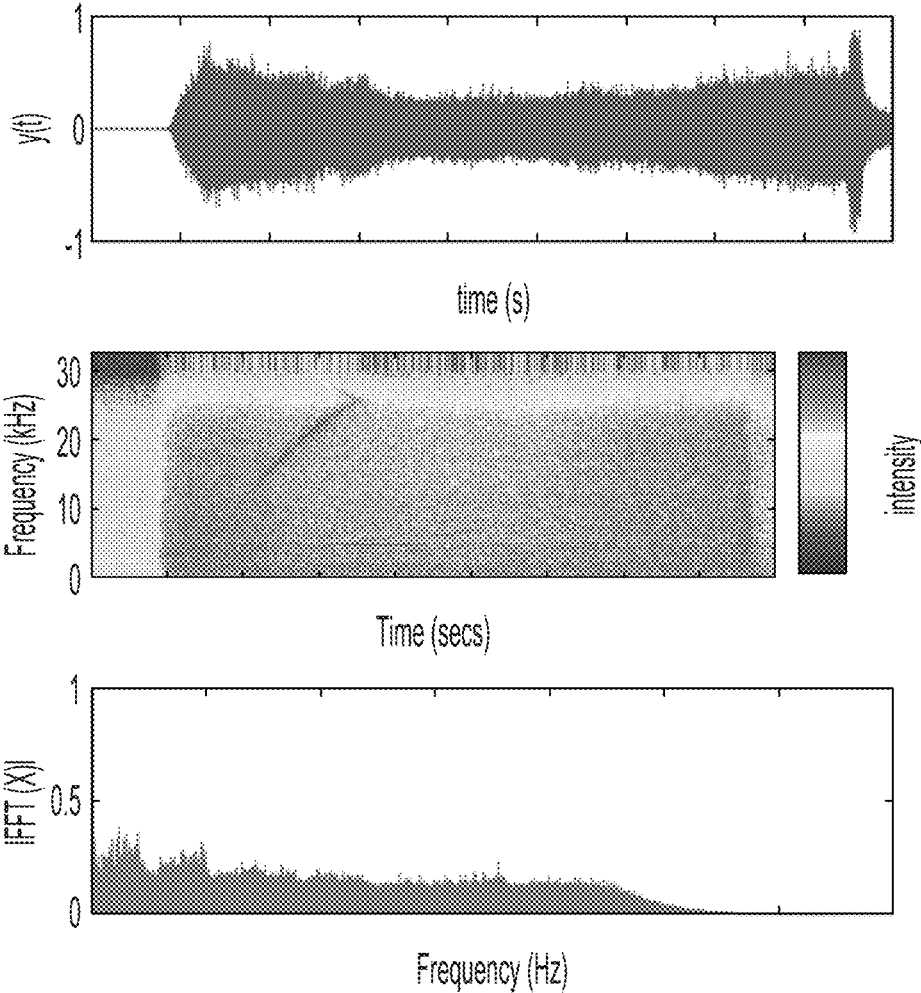 1
y(t)
0
-1
time (s)
30
Frequency (kHz)
20
10
0
intensity
Time (secs)
1
|FFT (X)|
0.5
0
Frequency (Hz)